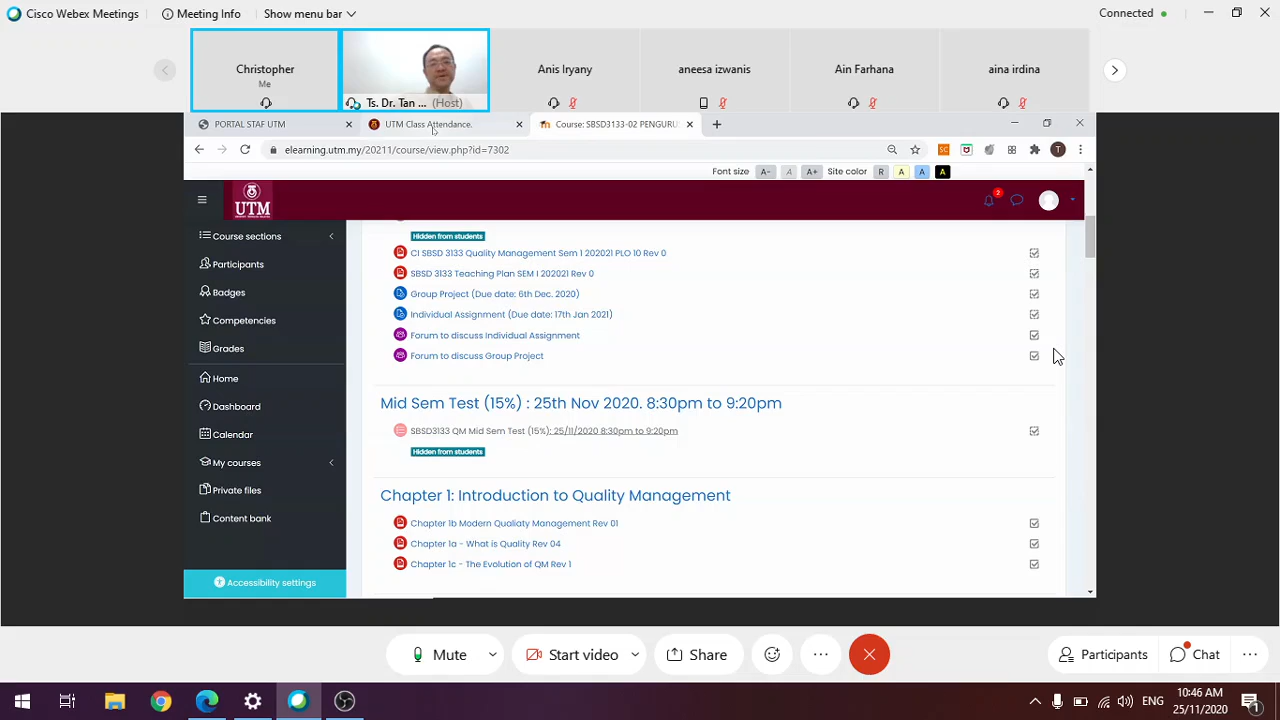 Cisco Webex Meetings
Meeting Info
Show menu bar
Connected
Christopher
Me
Ts. Dr. Tan ... (Host)
Anis Iryany
aneesa izwanis
Ain Farhana
aina irdina
PORTAL STAF UTM
UTM Class Attendance.
Course: SBSD3133-02 PENGURUS
elearning.utm.my/20211/course/view.php?id=7302
SC
T
Font size A- A A+ Site color R A A A
UTM
2
Course sections
Participants
Badges
Competencies
Grades
Home
Dashboard
Calendar
My courses
Private files
Content bank
Accessibility settings
Hidden from students
CI SBSD 3133 Quality Management Sem 1 202021 PLO 10 Rev 0
SBSD 3133 Teaching Plan SEM I 202021 Rev 0
Group Project (Due date: 6th Dec. 2020)
Individual Assignment (Due date: 17th Jan 2021)
Forum to discuss Individual Assignment
Forum to discuss Group Project
Mid Sem Test (15%) : 25th Nov 2020. 8:30pm to 9:20pm
SBSD3133 QM Mid Sem Test (15%): 25/11/2020 8:30pm to 9:20pm
Hidden from students
Chapter 1: Introduction to Quality Management
Chapter 1b Modern Qualiaty Management Rev 01
Chapter 1a - What is Quality Rev 04
Chapter 1c - The Evolution of QM Rev 1
Mute
Start video
Share
Participants
Chat
ENG
10:46 AM
25/11/2020
1